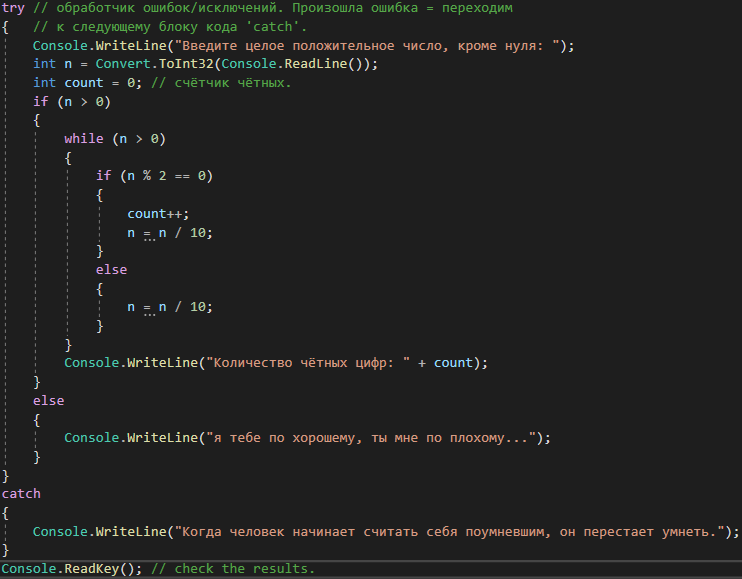 try // обработчик ошибок/исключений. Произошла ошибка = переходим
{ // к следующему блоку кода 'catch'.
Console.WriteLine("Введите целое положительное число, кроме нуля: ");
int n = Convert.ToInt32(Console.ReadLine());
int count = 0; // счётчик чётных.
if (n > 0)
{
while (n > 0)
{
if (n % 2 == 0)
{
count++;
n = n / 10;
}
else
{
n = n / 10;
}
}
Console.WriteLine("Количество чётных цифр: " + count);
}
else
{
Console.WriteLine("я тебе по хорошему, ты мне по плохому...");
}
}
catch
{
Console.WriteLine("Когда человек начинает считать себя поумневшим, он перестает умнеть.");
}
Console.ReadKey(); // check the results.